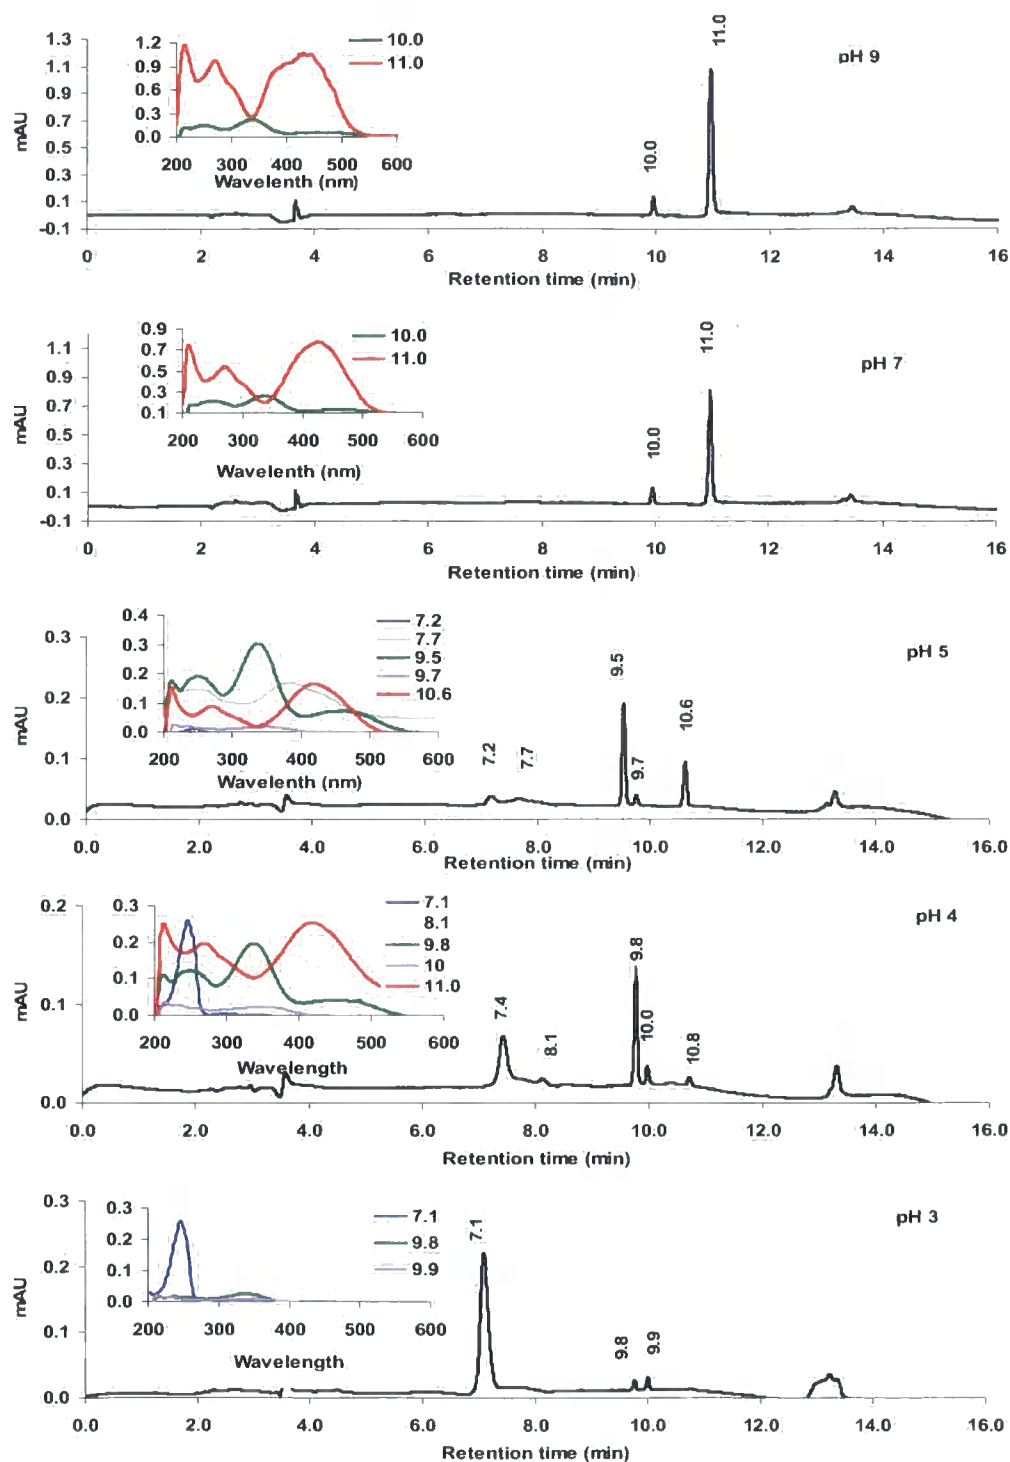 11.0
1.3
1.1
0.9
0.7
0.5
0.3
0.1
-0.1
mAU
1.2
0.9
0.6
0.3
0.0
10.0
11.0
pH 9
200 300 400 500 600
Wavelenth (nm)
10.0
0 2 4 6 8 10 12 14 16
Retention time (min)
11.0
1.1
0.9
0.7
0.5
0.3
0.1
-0.1
mAU
0.9
0.7
0.5
0.3
0.1
10.0
11.0
pH 7
200 300 400 500 600
Wavelenth (nm)
10.0
0 2 4 6 8 10 12 14 16
Retention time (min)
0.3
0.2
0.1
0.0
mAU
0.4
0.3
0.2
0.1
0.0
7.2
7.7
9.5
9.7
10.6
pH 5
200 300 400 500 600
Wavelenth (nm)
7.2
7.7
9.5
9.7
10.6
0.0 2.0 4.0 6.0 8.0 10.0 12.0 14.0 16.0
Retention time (min)
0.2
0.1
0.0
mAU
0.3
0.2
0.1
0.0
7.1
8.1
9.8
10
11.0
pH 4
200 300 400 500 600
Wavelength
7.4
8.1
9.8
10.0
10.8
0.0 2.0 4.0 6.0 8.0 10.0 12.0 14.0 16.0
Retention time (min)
0.3
0.2
0.1
0.0
mAU
0.3
0.2
0.1
0.0
7.1
9.8
9.9
pH 3
200 300 400 500 600
Wavelength
7.1
9.8
9.9
0.0 2.0 4.0 6.0 8.0 10.0 12.0 14.0 16.0
Retention time (min)